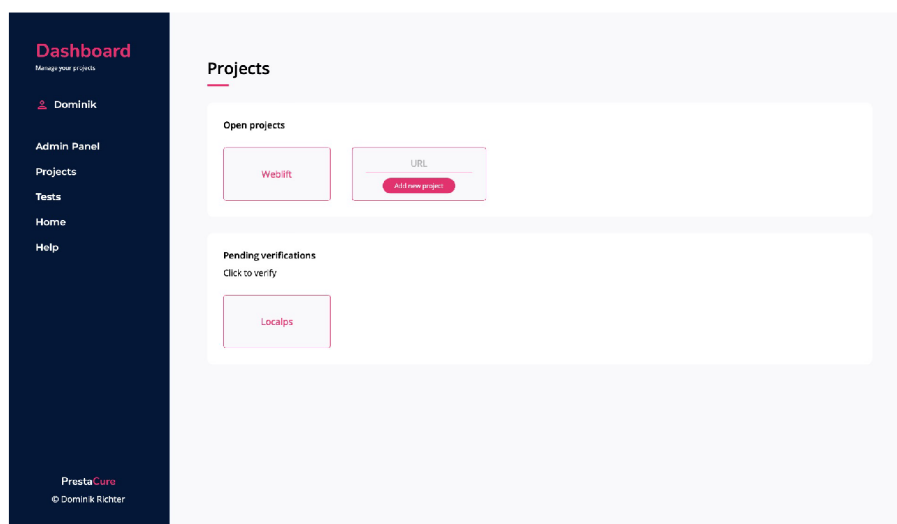 Dashboard
Manage your projects
Dominik
Admin Panel
Projects
Tests
Home
Help
PrestaCure
© Dominik Richter
Projects
Open projects
Weblift
URL
Add new project
Pending verifications
Click to verify
Localps